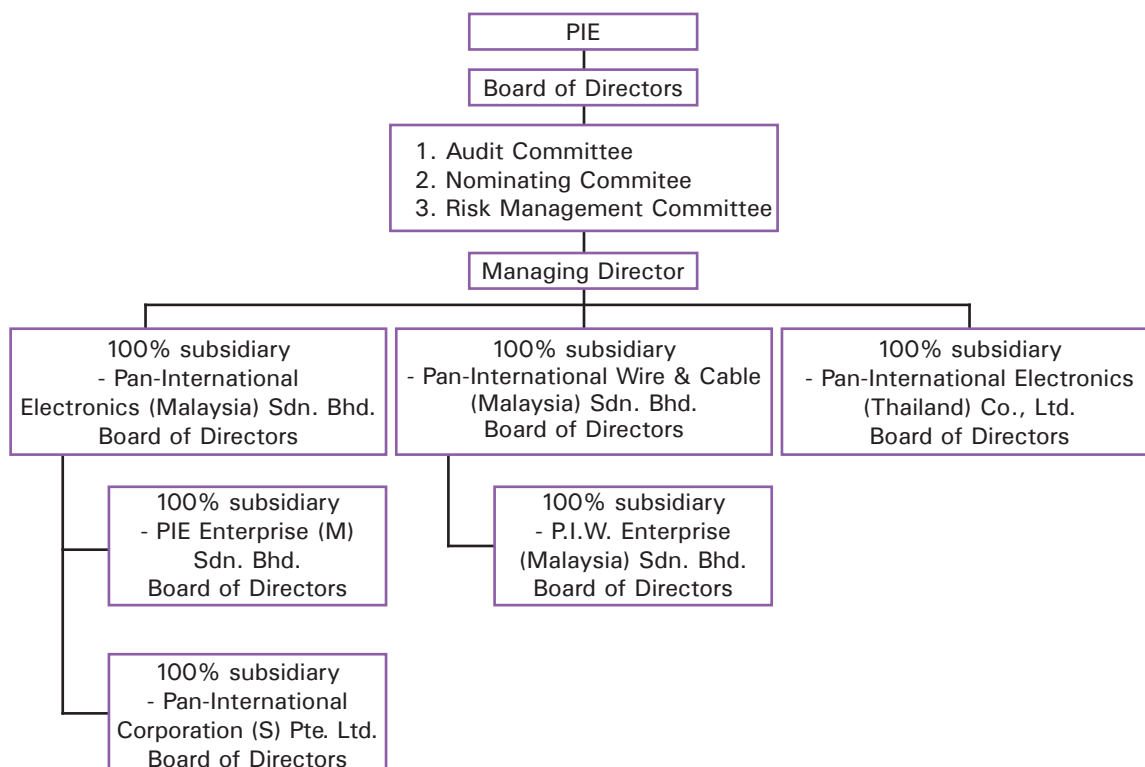 PIE
Board of Directors
1. Audit Committee
2. Nominating Commitee
3. Risk Management Committee
Managing Director
100% subsidiary
- Pan-International
Electronics (Malaysia) Sdn. Bhd.
Board of Directors
100% subsidiary
- Pan-International Wire & Cable
(Malaysia) Sdn. Bhd.
Board of Directors
100% subsidiary
- Pan-International Electronics
(Thailand) Co., Ltd.
Board of Directors
100% subsidiary
- PIE Enterprise (M)
Sdn. Bhd.
Board of Directors
100% subsidiary
- P.I.W. Enterprise
(Malaysia) Sdn. Bhd.
Board of Directors
100% subsidiary
- Pan-International
Corporation (S) Pte. Ltd.
Board of Directors